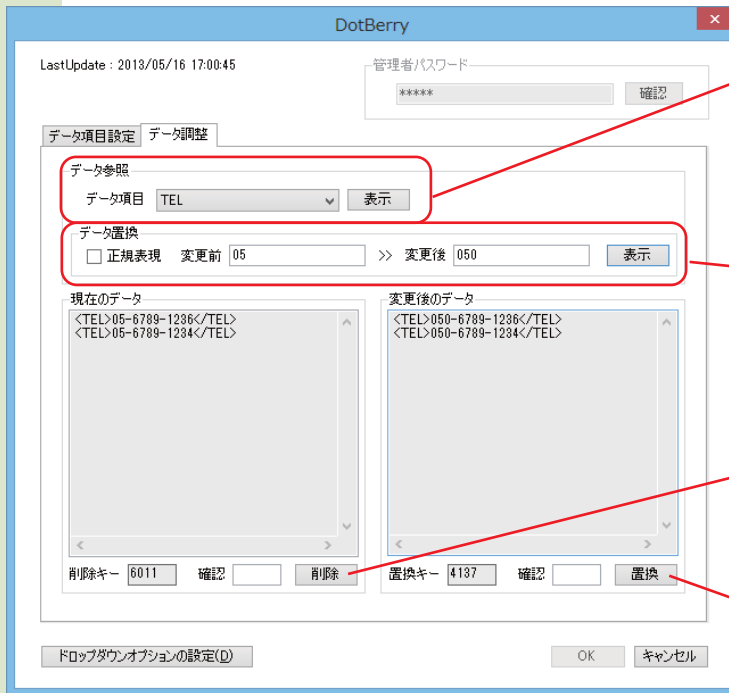 DotBerry
×
LastUpdate : 2013/05/16 17:00:45
管理者パスワード
*****
確認
データ項目設定
データ調整
データ参照
データ項目 TEL 表示
データ置換
正規表現 変更前 05 >> 変更後 050 表示
現在のデータ
<TEL>05-6789-1236</TEL>
<TEL>05-6789-1234</TEL>
変更後のデータ
<TEL>050-6789-1236</TEL>
<TEL>050-6789-1234</TEL>
削除キー 6011 確認 削除
置換キー 4137 確認 置換
ドロップダウンオプションの設定(D)
OK
キャンセル